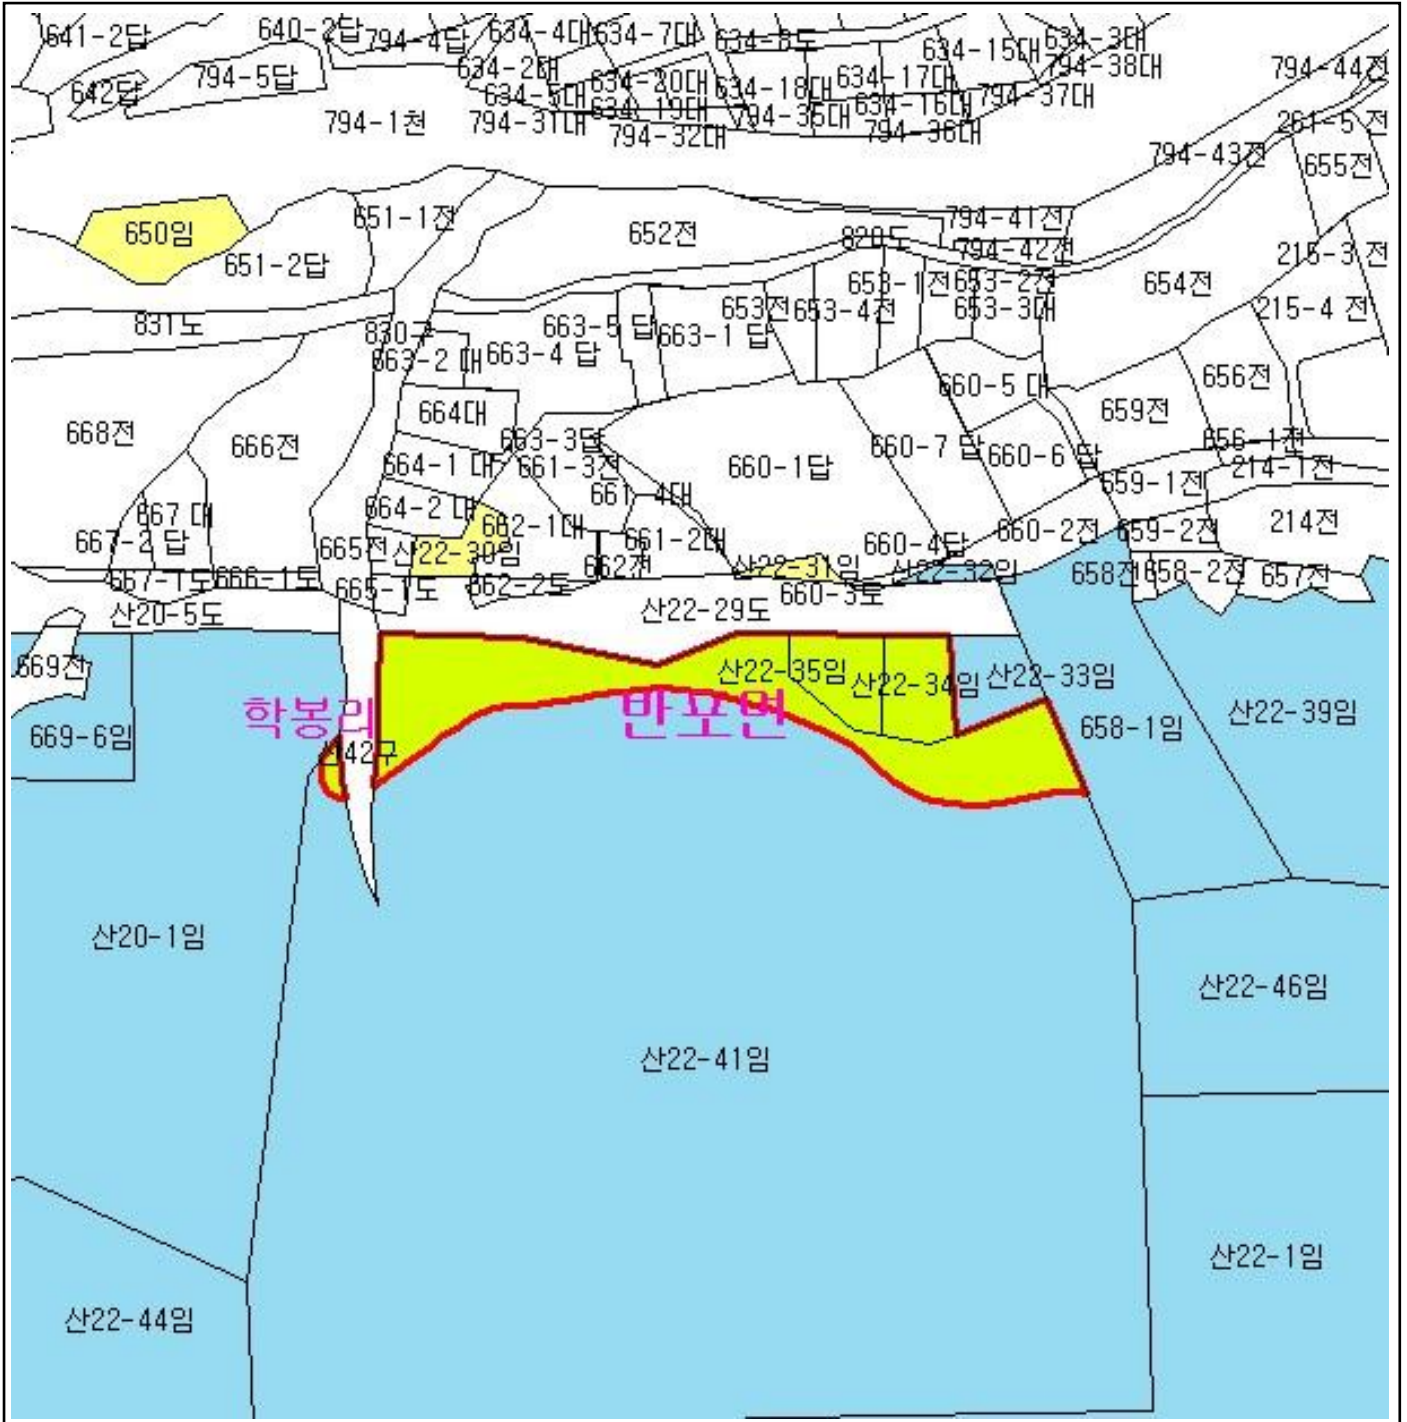 641-2답
640-2답
794-4답
634-4대
634-7대
634-8도
634-15대
634-3대
642답
794-5답
634-2대
634-5대
634-20대
634-19대
634-18대
634-17대
634-16대
794-38대
794-44전
794-1천
794-31대
794-32대
794-35대
794-36대
794-37대
794-43전
261-5 전
655전
650임
651-1전
651-2답
652전
820도
794-41전
794-42전
215-3 전
654전
215-4 전
831도
830구
663-2 대
663-5 답
663-4 답
663-1 답
653전
653-4전
653-1전
653-2전
653-3대
656전
668전
666전
664대
663-3답
660-5 대
659전
656-1전
664-1 대
661-3전
660-1답
660-7 답
660-6 답
214-1전
659-1전
667 대
667-2 답
664-2 대
661-4대
662-1대
661-2대
660-4답
660-2전
659-2전
214전
665전
산22-30임
662전
산22-31임
산22-32임
658전
658-2전
657전
667-1도
666-1도
665-1도
662-2도
660-3도
산20-5도
산22-29도
669전
산22-35임
산22-34임
산22-33임
669-6임
학봉리
반포면
658-1임
산22-39임
산42구
산20-1임
산22-46임
산22-41임
산22-1임
산22-44임